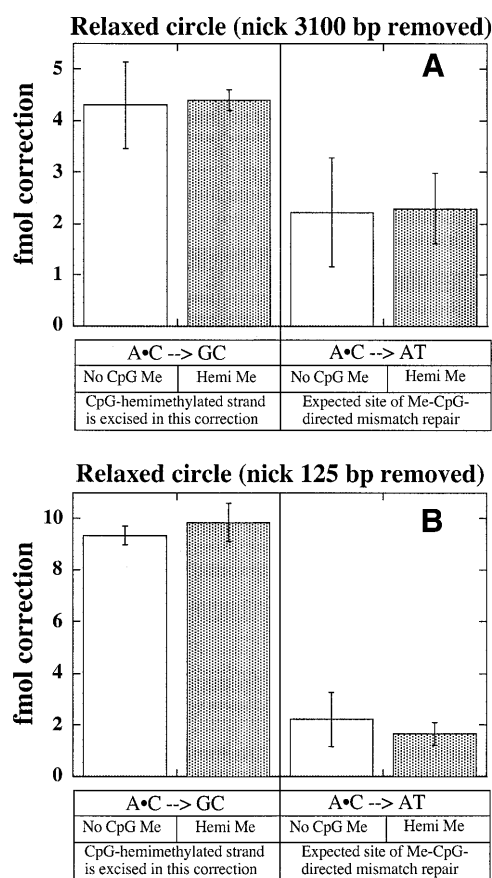 Relaxed circle (nick 3100 bp removed)
A
5
4
3
2
1
0
fmol correction
A•C --> GC A•C --> AT
No CpG Me Hemi Me No CpG Me Hemi Me
CpG-hemimethylated strand Expected site of Me-CpG-
is excised in this correction directed mismatch repair
Relaxed circle (nick 125 bp removed)
B
10
8
6
4
2
0
fmol correction
A•C --> GC A•C --> AT
No CpG Me Hemi Me No CpG Me Hemi Me
CpG-hemimethylated strand Expected site of Me-CpG-
is excised in this correction directed mismatch repair